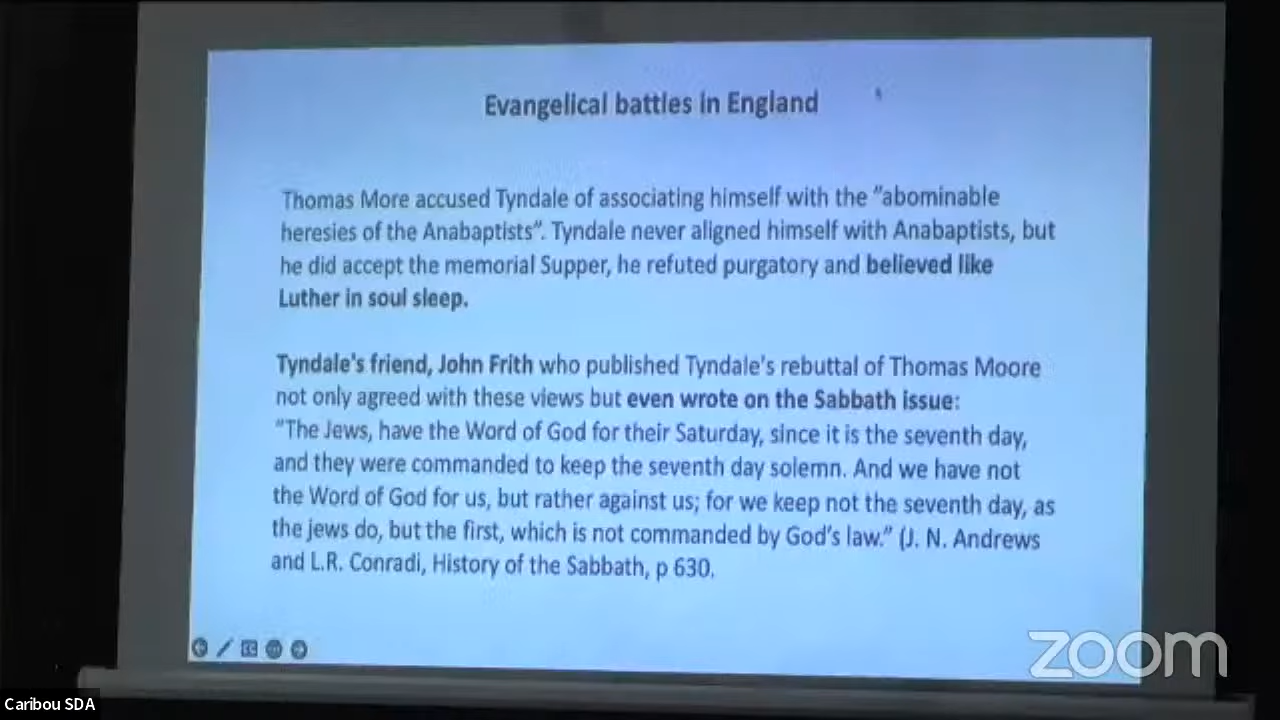 Evangelical battles in England
Thomas More accused Tyndale of associating himself with the "abominable
heresies of the Anabaptists". Tyndale never aligned himself with Anabaptists, but
he did accept the memorial Supper, he refuted purgatory and believed like
Luther in soul sleep.
Tyndale's friend, John Frith who published Tyndale's rebuttal of Thomas Moore
not only agreed with these views but even wrote on the Sabbath issue:
"The Jews, have the Word of God for their Saturday, since it is the seventh day,
and they were commanded to keep the seventh day solemn. And we have not
the Word of God for us, but rather against us; for we keep not the seventh day, as
the jews do, but the first, which is not commanded by God's law." (J. N. Andrews
and L.R. Conradi, History of the Sabbath, p 630.
zoom
Caribou SDA